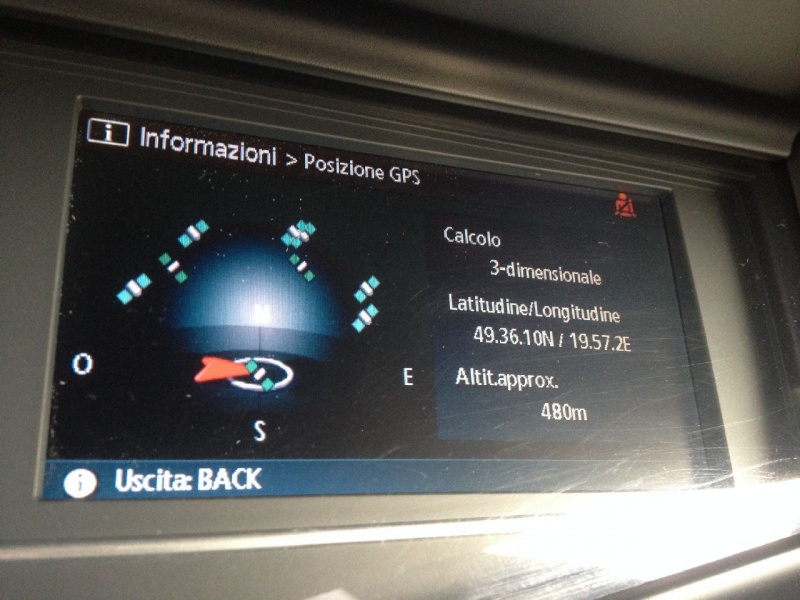 Informazioni > Posizione GPS
Calcolo
3-dimensionale
Latitudine/Longitudine
49.36.10N / 19.57.2E
Altit.approx.
480m
N
O
E
S
Uscita: BACK